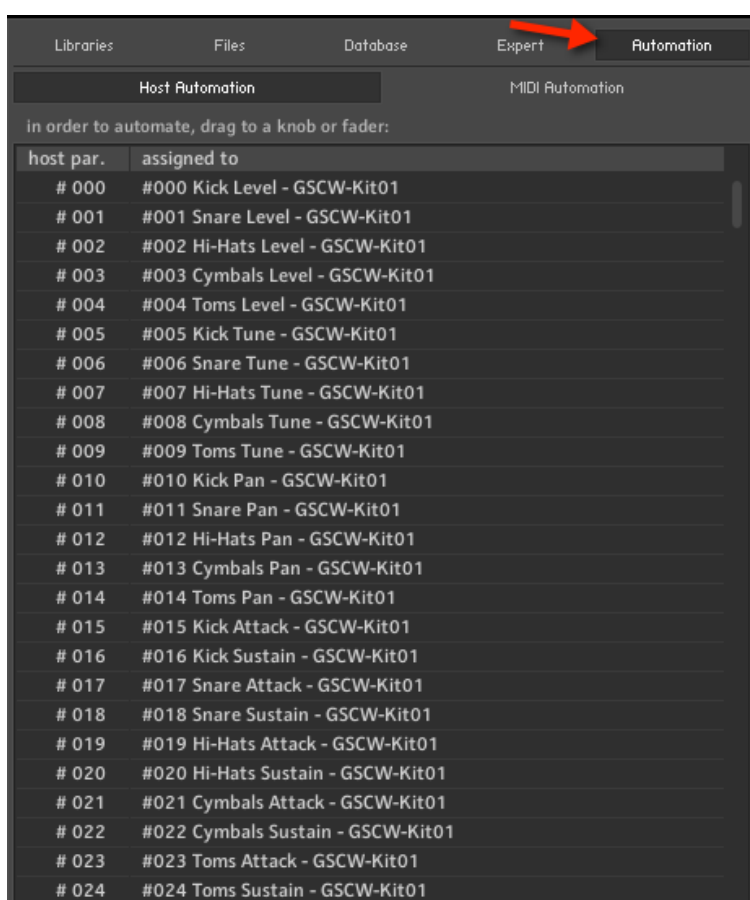 Libraries Files Database Expert Automation
Host Automation MIDI Automation
in order to automate, drag to a knob or fader:
host par. assigned to
# 000 #000 Kick Level - GSCW-Kit01
# 001 #001 Snare Level - GSCW-Kit01
# 002 #002 Hi-Hats Level - GSCW-Kit01
# 003 #003 Cymbals Level - GSCW-Kit01
# 004 #004 Toms Level - GSCW-Kit01
# 005 #005 Kick Tune - GSCW-Kit01
# 006 #006 Snare Tune - GSCW-Kit01
# 007 #007 Hi-Hats Tune - GSCW-Kit01
# 008 #008 Cymbals Tune - GSCW-Kit01
# 009 #009 Toms Tune - GSCW-Kit01
# 010 #010 Kick Pan - GSCW-Kit01
# 011 #011 Snare Pan - GSCW-Kit01
# 012 #012 Hi-Hats Pan - GSCW-Kit01
# 013 #013 Cymbals Pan - GSCW-Kit01
# 014 #014 Toms Pan - GSCW-Kit01
# 015 #015 Kick Attack - GSCW-Kit01
# 016 #016 Kick Sustain - GSCW-Kit01
# 017 #017 Snare Attack - GSCW-Kit01
# 018 #018 Snare Sustain - GSCW-Kit01
# 019 #019 Hi-Hats Attack - GSCW-Kit01
# 020 #020 Hi-Hats Sustain - GSCW-Kit01
# 021 #021 Cymbals Attack - GSCW-Kit01
# 022 #022 Cymbals Sustain - GSCW-Kit01
# 023 #023 Toms Attack - GSCW-Kit01
# 024 #024 Toms Sustain - GSCW-Kit01